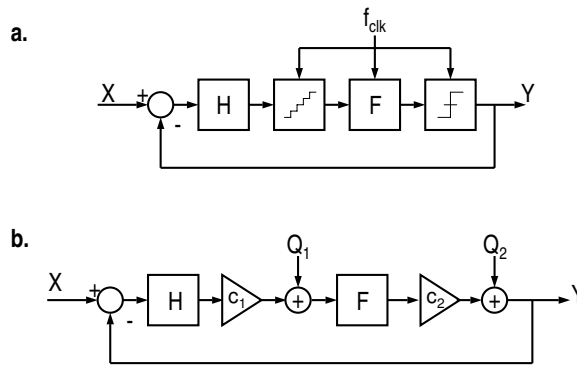 a.
f_clk
X + - H F Y
b.
Q_1 Q_2
X + - H c_1 + F c_2 + Y